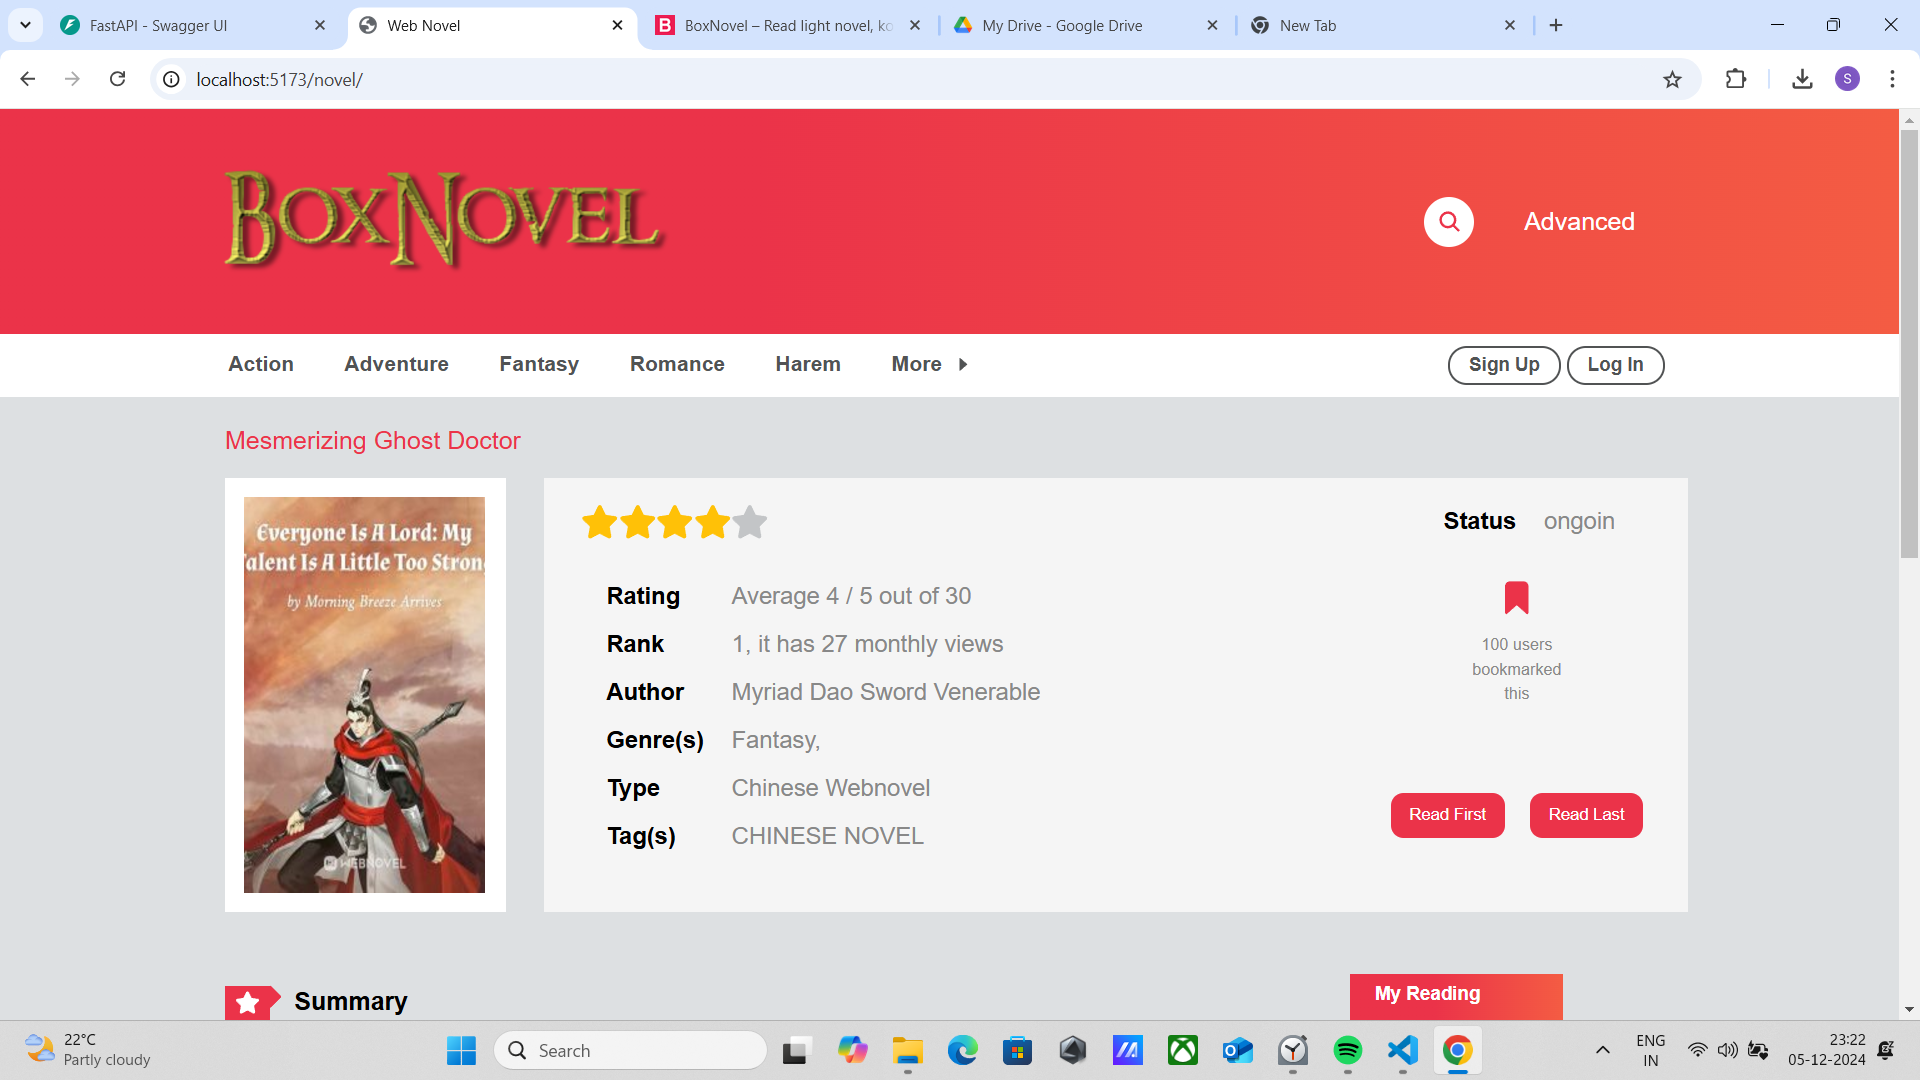 FastAPI - Swagger UI
Web Novel
BoxNovel – Read light novel, ko
My Drive - Google Drive
New Tab
localhost:5173/novel/
S
BoxNovel
Advanced
Action
Adventure
Fantasy
Romance
Harem
More
Sign Up
Log In
Mesmerizing Ghost Doctor
Everyone Is A Lord: My
Talent Is A Little Too Strong
by Morning Breeze Arrives
WEBNOVEL
Status ongoin
Rating Average 4 / 5 out of 30
Rank 1, it has 27 monthly views
Author Myriad Dao Sword Venerable
Genre(s) Fantasy,
Type Chinese Webnovel
Tag(s) CHINESE NOVEL
100 users
bookmarked
this
Read First
Read Last
Summary
My Reading
22°C
Partly cloudy
Search
ENG
IN
23:22
05-12-2024